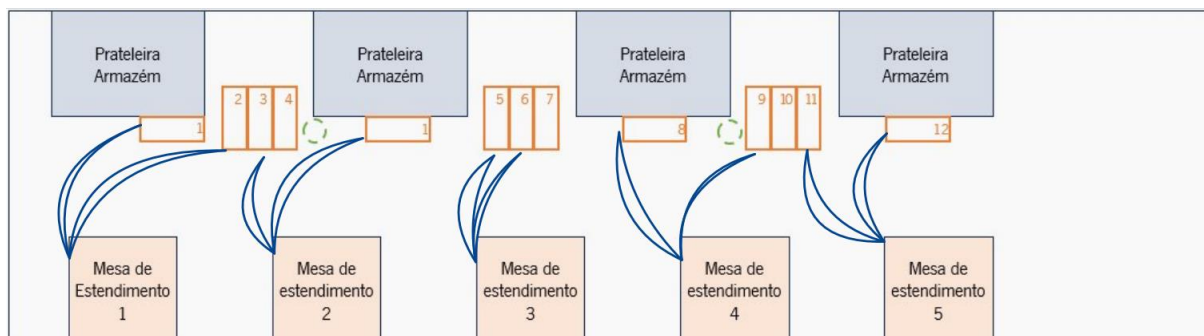 Prateleira
Armazém
Prateleira
Armazém
Prateleira
Armazém
Prateleira
Armazém
1
2
3
4
1
5
6
7
8
9
10
11
12
Mesa de
Estendimento
1
Mesa de
estendimento
2
Mesa de
estendimento
3
Mesa de
estendimento
4
Mesa de
estendimento
5